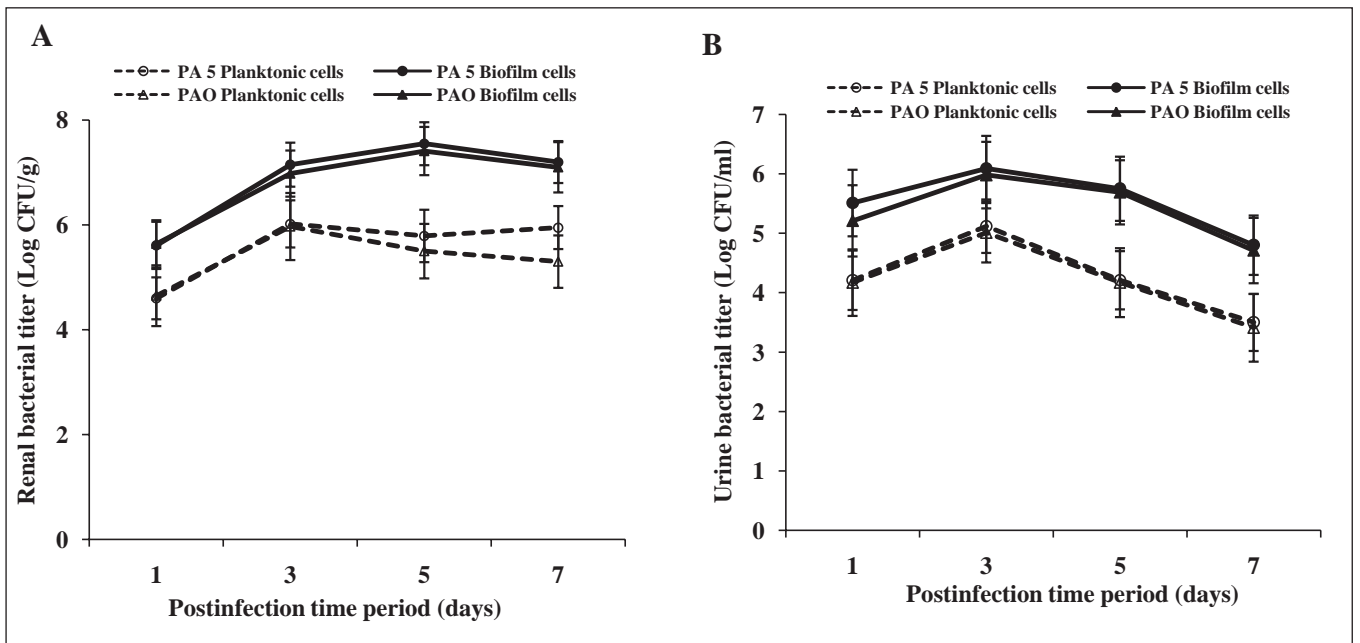 A
PA 5 Planktonic cells PA 5 Biofilm cells
PAO Planktonic cells PAO Biofilm cells
8
6
4
2
0
Renal bacterial titer (Log CFU/g)
1 3 5 7
Postinfection time period (days)
B
PA 5 Planktonic cells PA 5 Biofilm cells
PAO Planktonic cells PAO Biofilm cells
7
6
5
4
3
2
1
0
Urine bacterial titer (Log CFU/ml)
1 3 5 7
Postinfection time period (days)